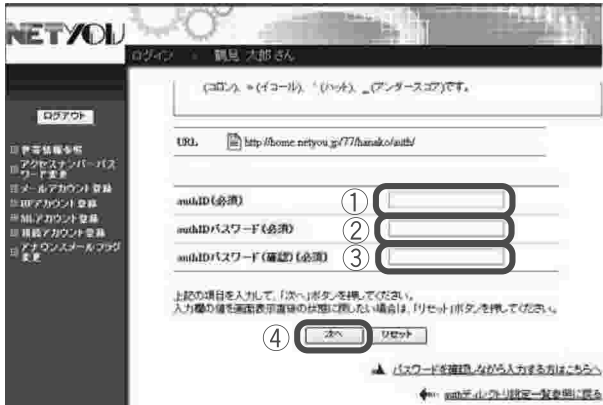 NETYOU
ログイン : 鶴見 太郎 さん
(コロン)、=(イコール)、^(ハット)、_(アンダースコア)です。
ログアウト
アクセスナンバーパス
ワード変更
メールアカウント登録
HPアカウント登録
MLアカウント登録
接続アカウント登録
アナウンスメールフラグ
変更
URL http://home.netyou.jp/77/hanako/auth/
authID(必須) ①
authIDパスワード(必須) ②
authIDパスワード(確認)(必須) ③
上記の項目を入力して、「次へ」ボタンを押してください。
入力欄の値を画面表示直後の状態に戻したい場合は、「リセット」ボタンを押してください。
④ 次へ リセット
パスワードを確認しながら入力する方はこちらへ
authディレクトリ設定一覧参照に戻る